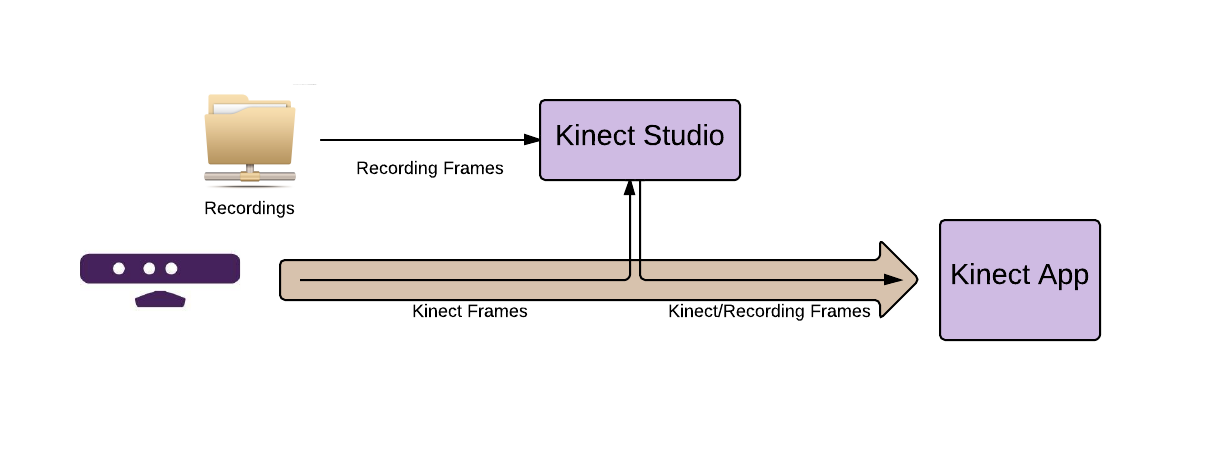 Kinect Studio
Recording Frames
Recordings
Kinect App
Kinect Frames
Kinect/Recording Frames